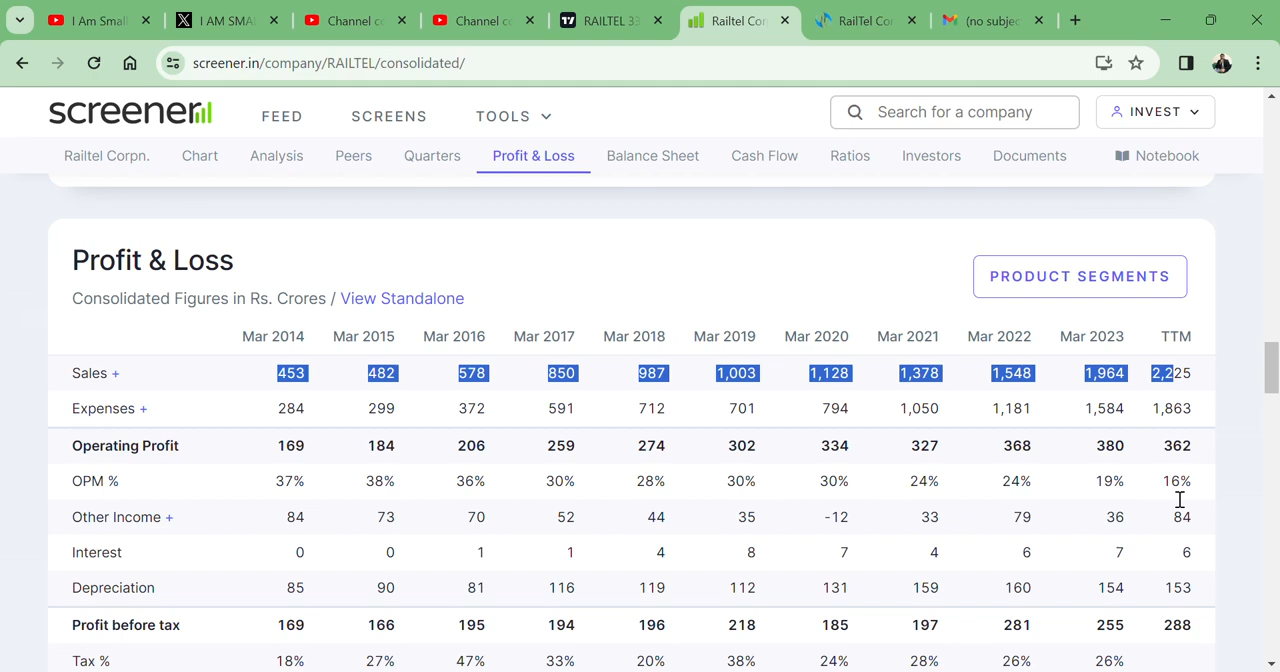 I Am Small
I AM SMA
Channel co
Channel co
RAILTEL 33
Railtel Cor
RailTel Cor
(no subjec
screener.in/company/RAILTEL/consolidated/
screener
FEED
SCREENS
TOOLS
Search for a company
INVEST
Railtel Corpn. Chart Analysis Peers Quarters Profit & Loss Balance Sheet Cash Flow Ratios Investors Documents Notebook
Profit & Loss
PRODUCT SEGMENTS
Consolidated Figures in Rs. Crores / View Standalone
Mar 2014 Mar 2015 Mar 2016 Mar 2017 Mar 2018 Mar 2019 Mar 2020 Mar 2021 Mar 2022 Mar 2023 TTM
Sales + 453 482 578 850 987 1,003 1,128 1,378 1,548 1,964 2,225
Expenses + 284 299 372 591 712 701 794 1,050 1,181 1,584 1,863
Operating Profit 169 184 206 259 274 302 334 327 368 380 362
OPM % 37% 38% 36% 30% 28% 30% 30% 24% 24% 19% 16%
Other Income + 84 73 70 52 44 35 -12 33 79 36 84
Interest 0 0 1 1 4 8 7 4 6 7 6
Depreciation 85 90 81 116 119 112 131 159 160 154 153
Profit before tax 169 166 195 194 196 218 185 197 281 255 288
Tax % 18% 27% 47% 33% 20% 38% 24% 28% 26% 26%